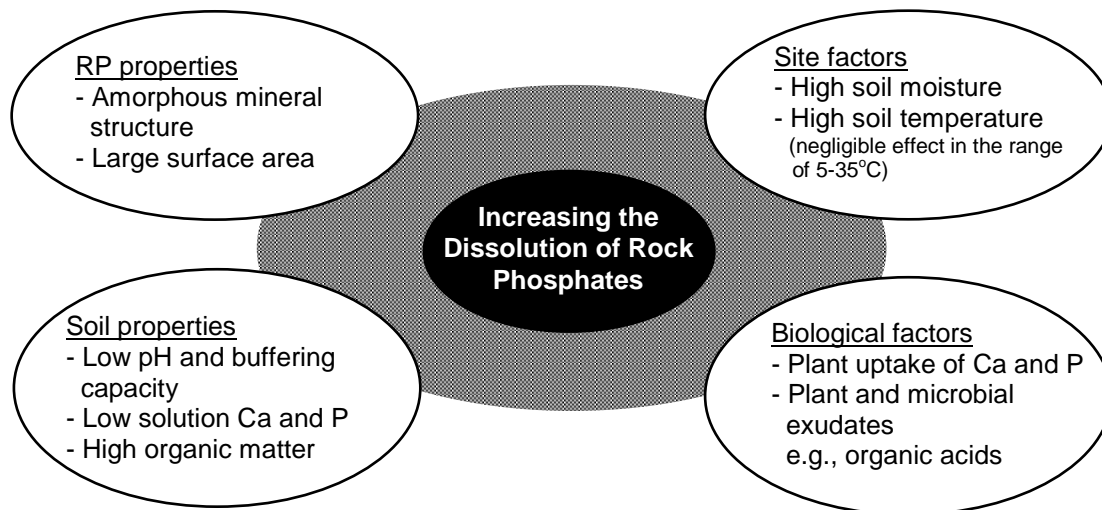 RP properties
- Amorphous mineral
structure
- Large surface area
Site factors
- High soil moisture
- High soil temperature
(negligible effect in the range
of 5-35°C)
Increasing the
Dissolution of Rock
Phosphates
Soil properties
- Low pH and buffering
capacity
- Low solution Ca and P
- High organic matter
Biological factors
- Plant uptake of Ca and P
- Plant and microbial
exudates
e.g., organic acids